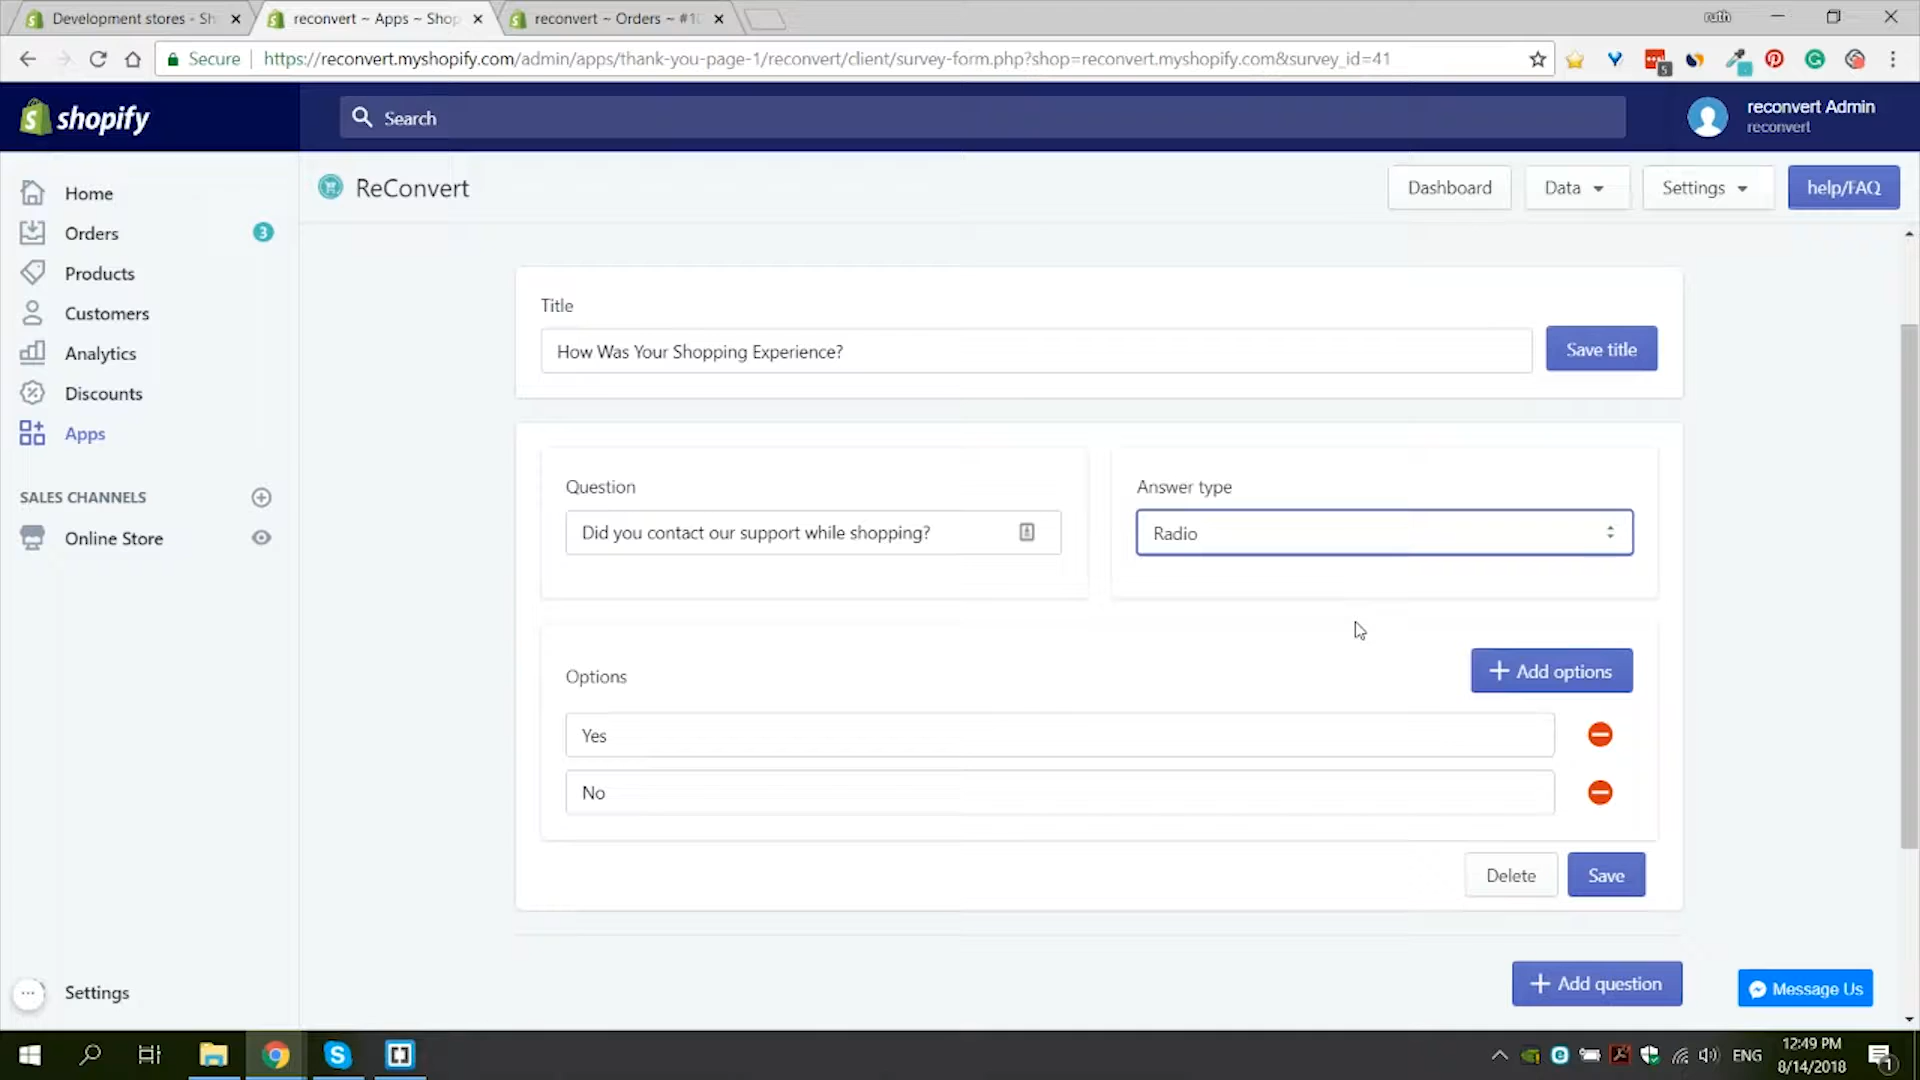 Development stores - Sh
reconvert ~ Apps ~ Shop
reconvert ~ Orders ~ #10
ruth
Secure
https://reconvert.myshopify.com/admin/apps/thank-you-page-1/reconvert/client/survey-form.php?shop=reconvert.myshopify.com&survey_id=41
5
shopify
Search
reconvert Admin
reconvert
Home
Orders
3
Products
Customers
Analytics
Discounts
Apps
SALES CHANNELS
Online Store
Settings
ReConvert
Dashboard
Data
Settings
help/FAQ
Title
How Was Your Shopping Experience?
Save title
Question
Did you contact our support while shopping?
Answer type
Radio
Options
+ Add options
Yes
No
Delete
Save
+ Add question
Message Us
ENG
12:49 PM
8/14/2018
1